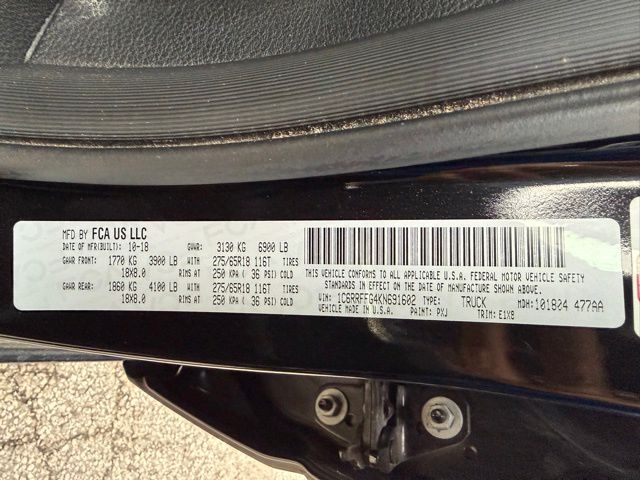 MFD BY FCA US LLC
DATE OF MFR(BUILT) 10-18 GVWR: 3130 KG 6900 LB
GAWR FRONT: 1770 KG 3900 LB WITH 275/65R18 116T
18X8.0 RIMS AT 250 KPA ( 36 PSI) COLD
GAWR REAR: 1860 KG 4100 LB WITH 275/65R18 116T
18X8.0 RIMS AT 250 KPA ( 36 PSI) COLD
THIS VEHICLE CONFORMS TO ALL APPLICABLE U.S.A. FEDERAL MOTOR VEHICLE SAFETY
STANDARDS IN EFFECT ON THE DATE OF MANUFACTURE SHOWN ABOVE.
VIN: 1C6RRFFG4KN691602 TYPE: TRUCK MDH:101804 477AA
VEHICLE MADE IN U.S.A. PAINT: PXJ TRIM: E1X8